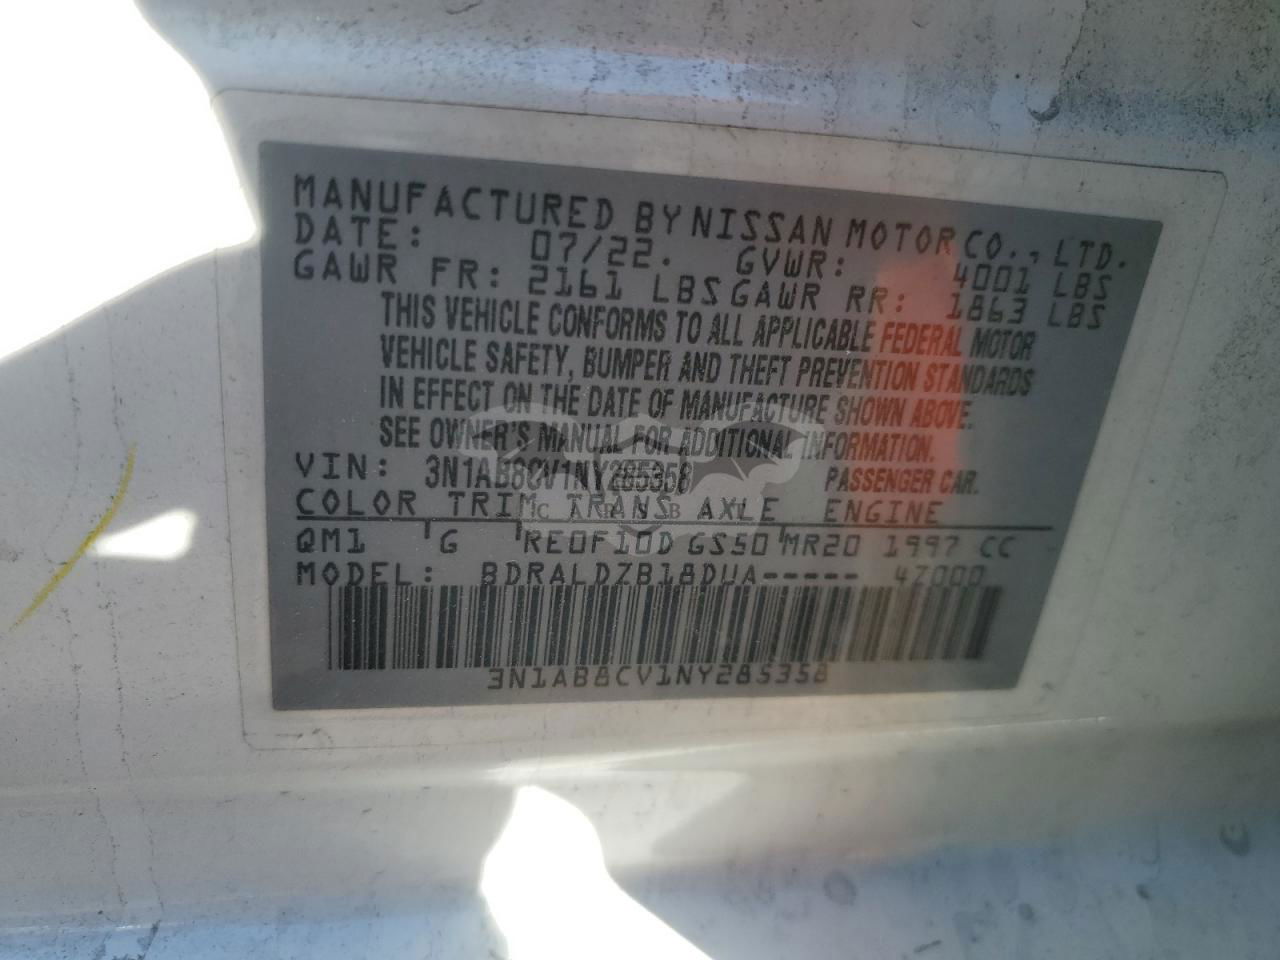 MANUFACTURED BY NISSAN MOTOR CO., LTD.
DATE: 07/22. GVWR: 4001 LBS
GAWR FR: 2161 LBS GAWR RR: 1863 LBS
THIS VEHICLE CONFORMS TO ALL APPLICABLE FEDERAL MOTOR
VEHICLE SAFETY, BUMPER AND THEFT PREVENTION STANDARDS
IN EFFECT ON THE DATE OF MANUFACTURE SHOWN ABOVE.
SEE OWNER'S MANUAL FOR ADDITIONAL INFORMATION.
VIN: 3N1AB8CV1NY285358 PASSENGER CAR.
COLOR TRIM TRANS AXLE ENGINE
QM1 G RE0F10D GS50 MR20 1997 CC
MODEL: BDRALDZB18DUA----- 47000
3N1AB8CV1NY285358